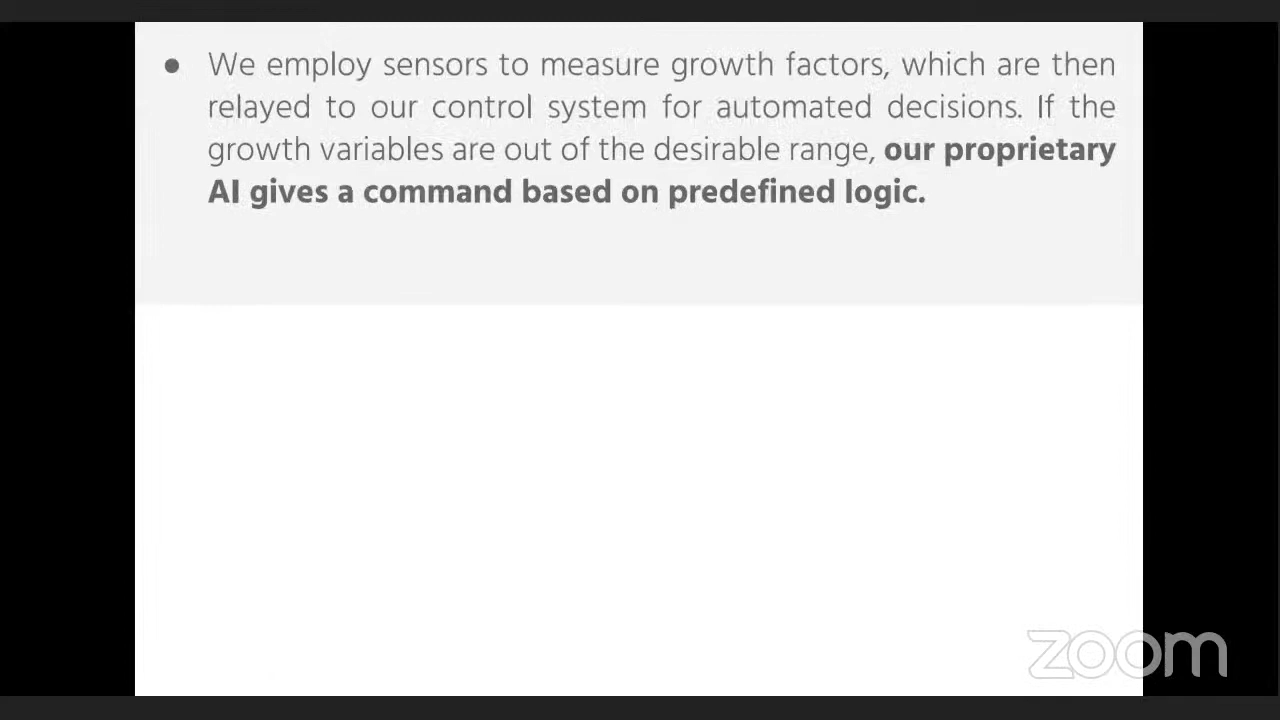 ● We employ sensors to measure growth factors, which are then
relayed to our control system for automated decisions. If the
growth variables are out of the desirable range, our proprietary
AI gives a command based on predefined logic.
zoom